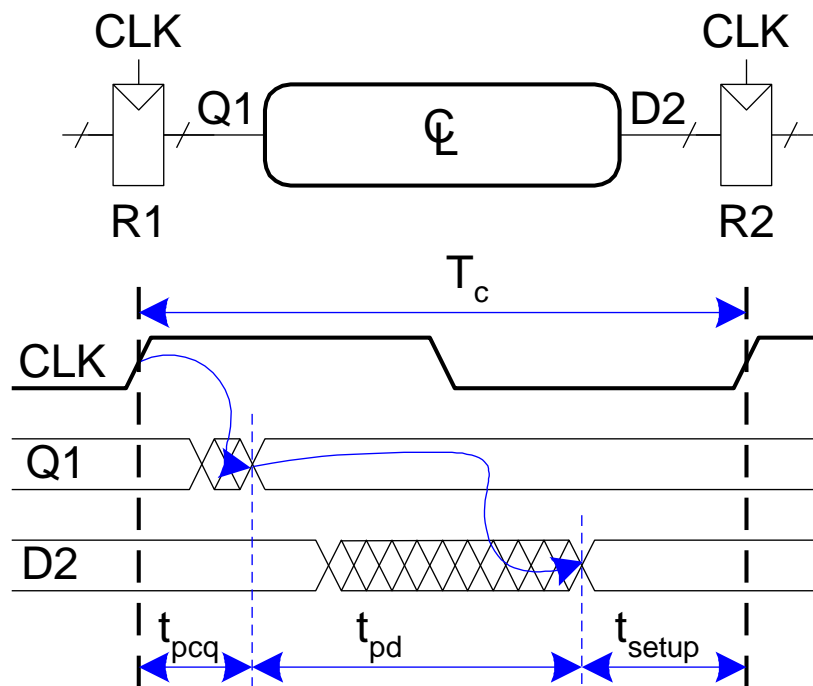 CLK CLK
Q1 CL D2
R1 R2
Tc
CLK
Q1
D2
tpcq tpd tsetup